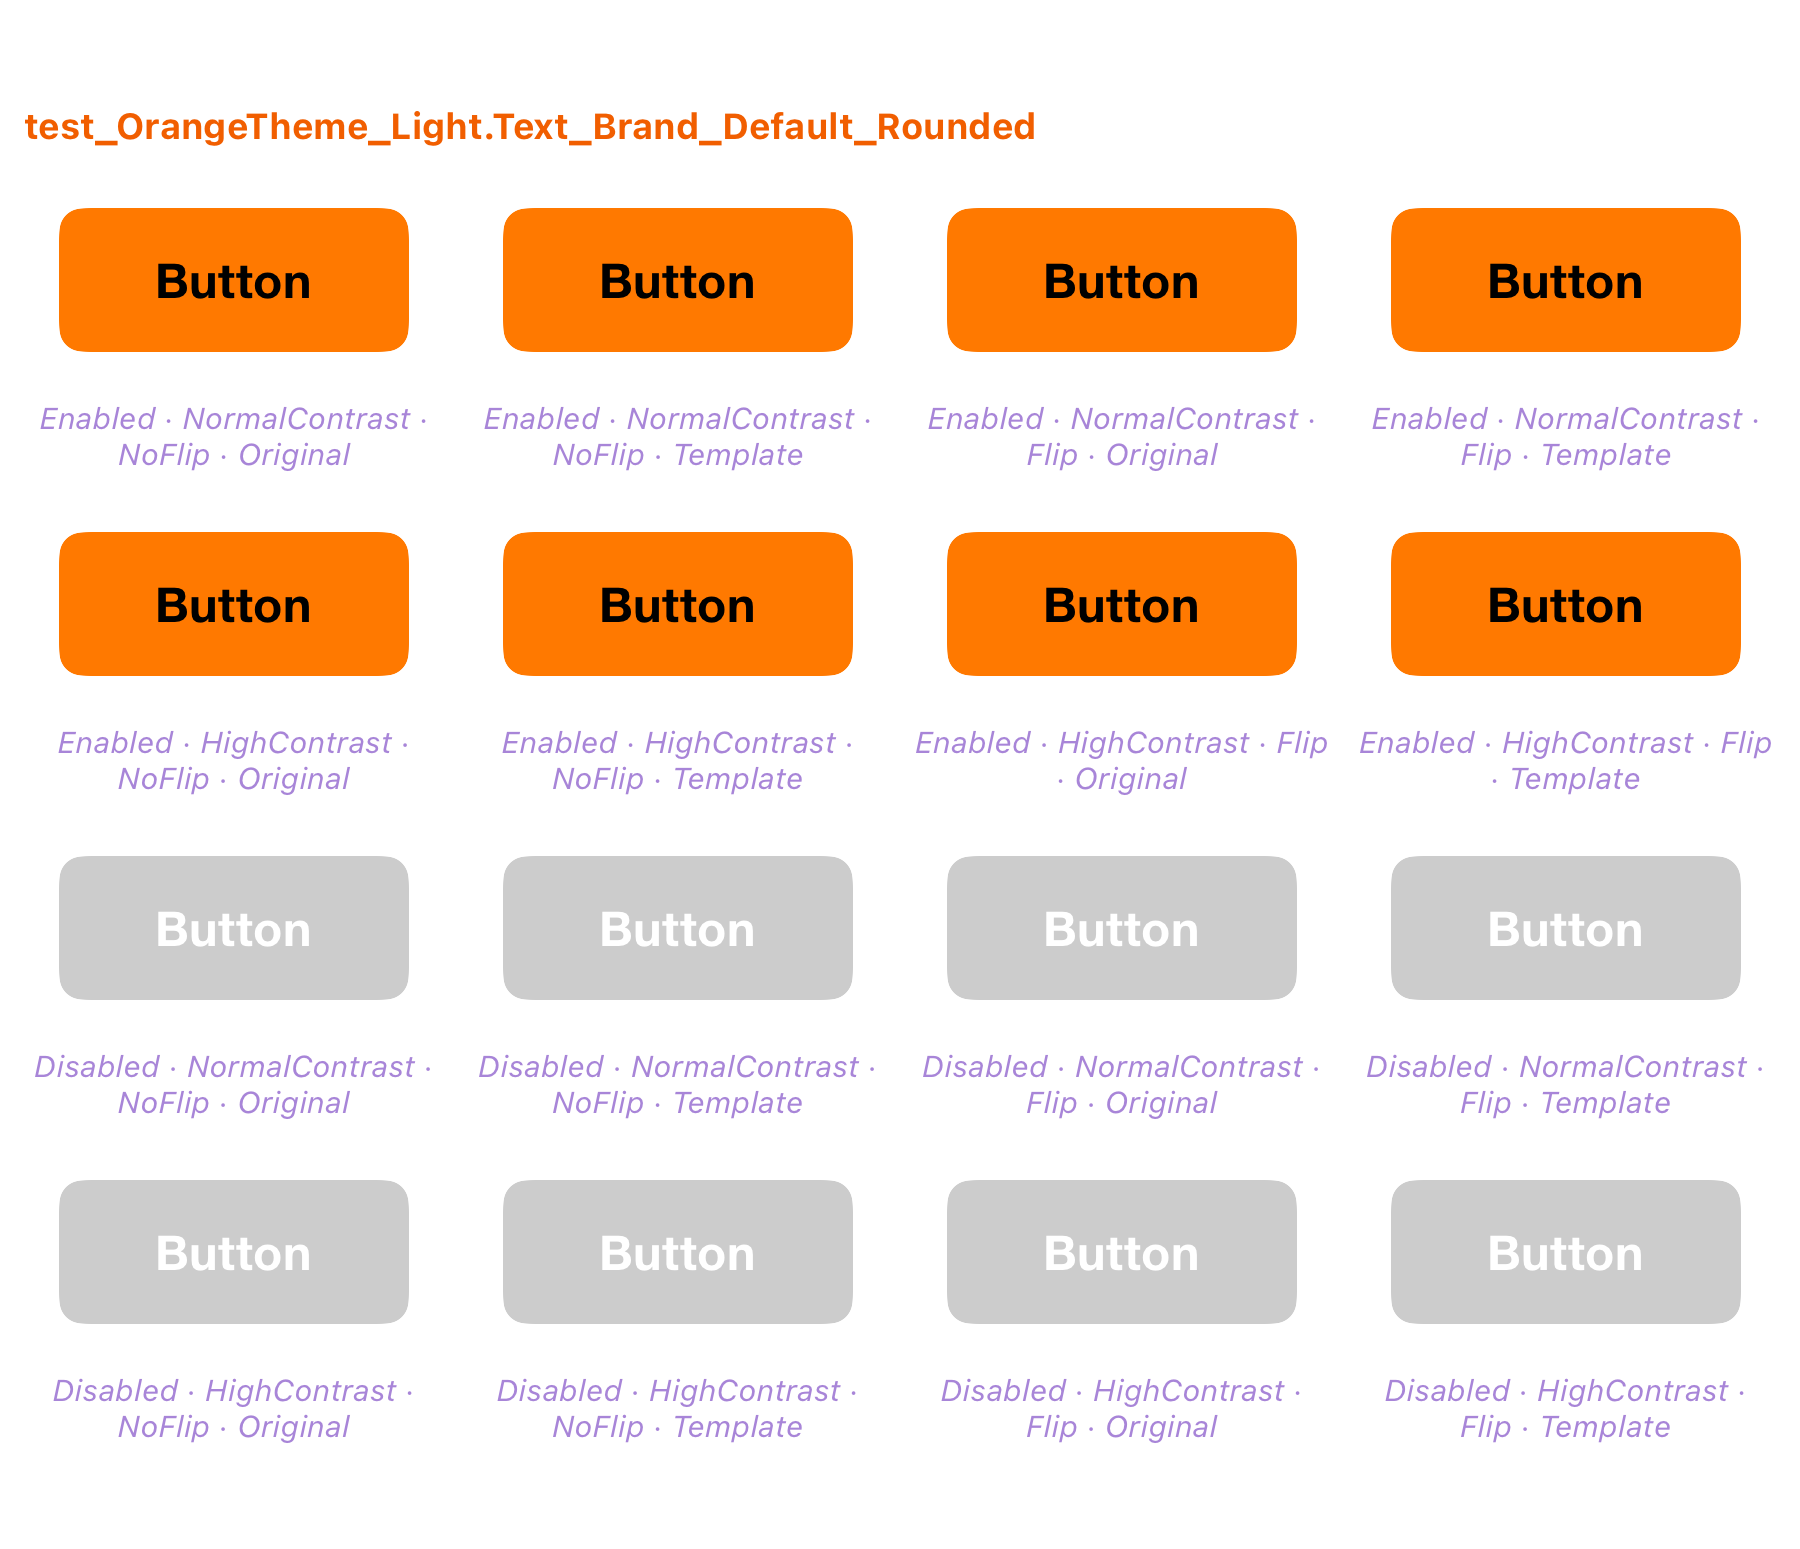 test_OrangeTheme_Light.Text_Brand_Default_Rounded
Button
Button
Button
Button
Enabled · NormalContrast ·
NoFlip · Original
Enabled · NormalContrast ·
NoFlip · Template
Enabled · NormalContrast ·
Flip · Original
Enabled · NormalContrast ·
Flip · Template
Button
Button
Button
Button
Enabled · HighContrast ·
NoFlip · Original
Enabled · HighContrast ·
NoFlip · Template
Enabled · HighContrast · Flip
· Original
Enabled · HighContrast · Flip
· Template
Button
Button
Button
Button
Disabled · NormalContrast ·
NoFlip · Original
Disabled · NormalContrast ·
NoFlip · Template
Disabled · NormalContrast ·
Flip · Original
Disabled · NormalContrast ·
Flip · Template
Button
Button
Button
Button
Disabled · HighContrast ·
NoFlip · Original
Disabled · HighContrast ·
NoFlip · Template
Disabled · HighContrast ·
Flip · Original
Disabled · HighContrast ·
Flip · Template